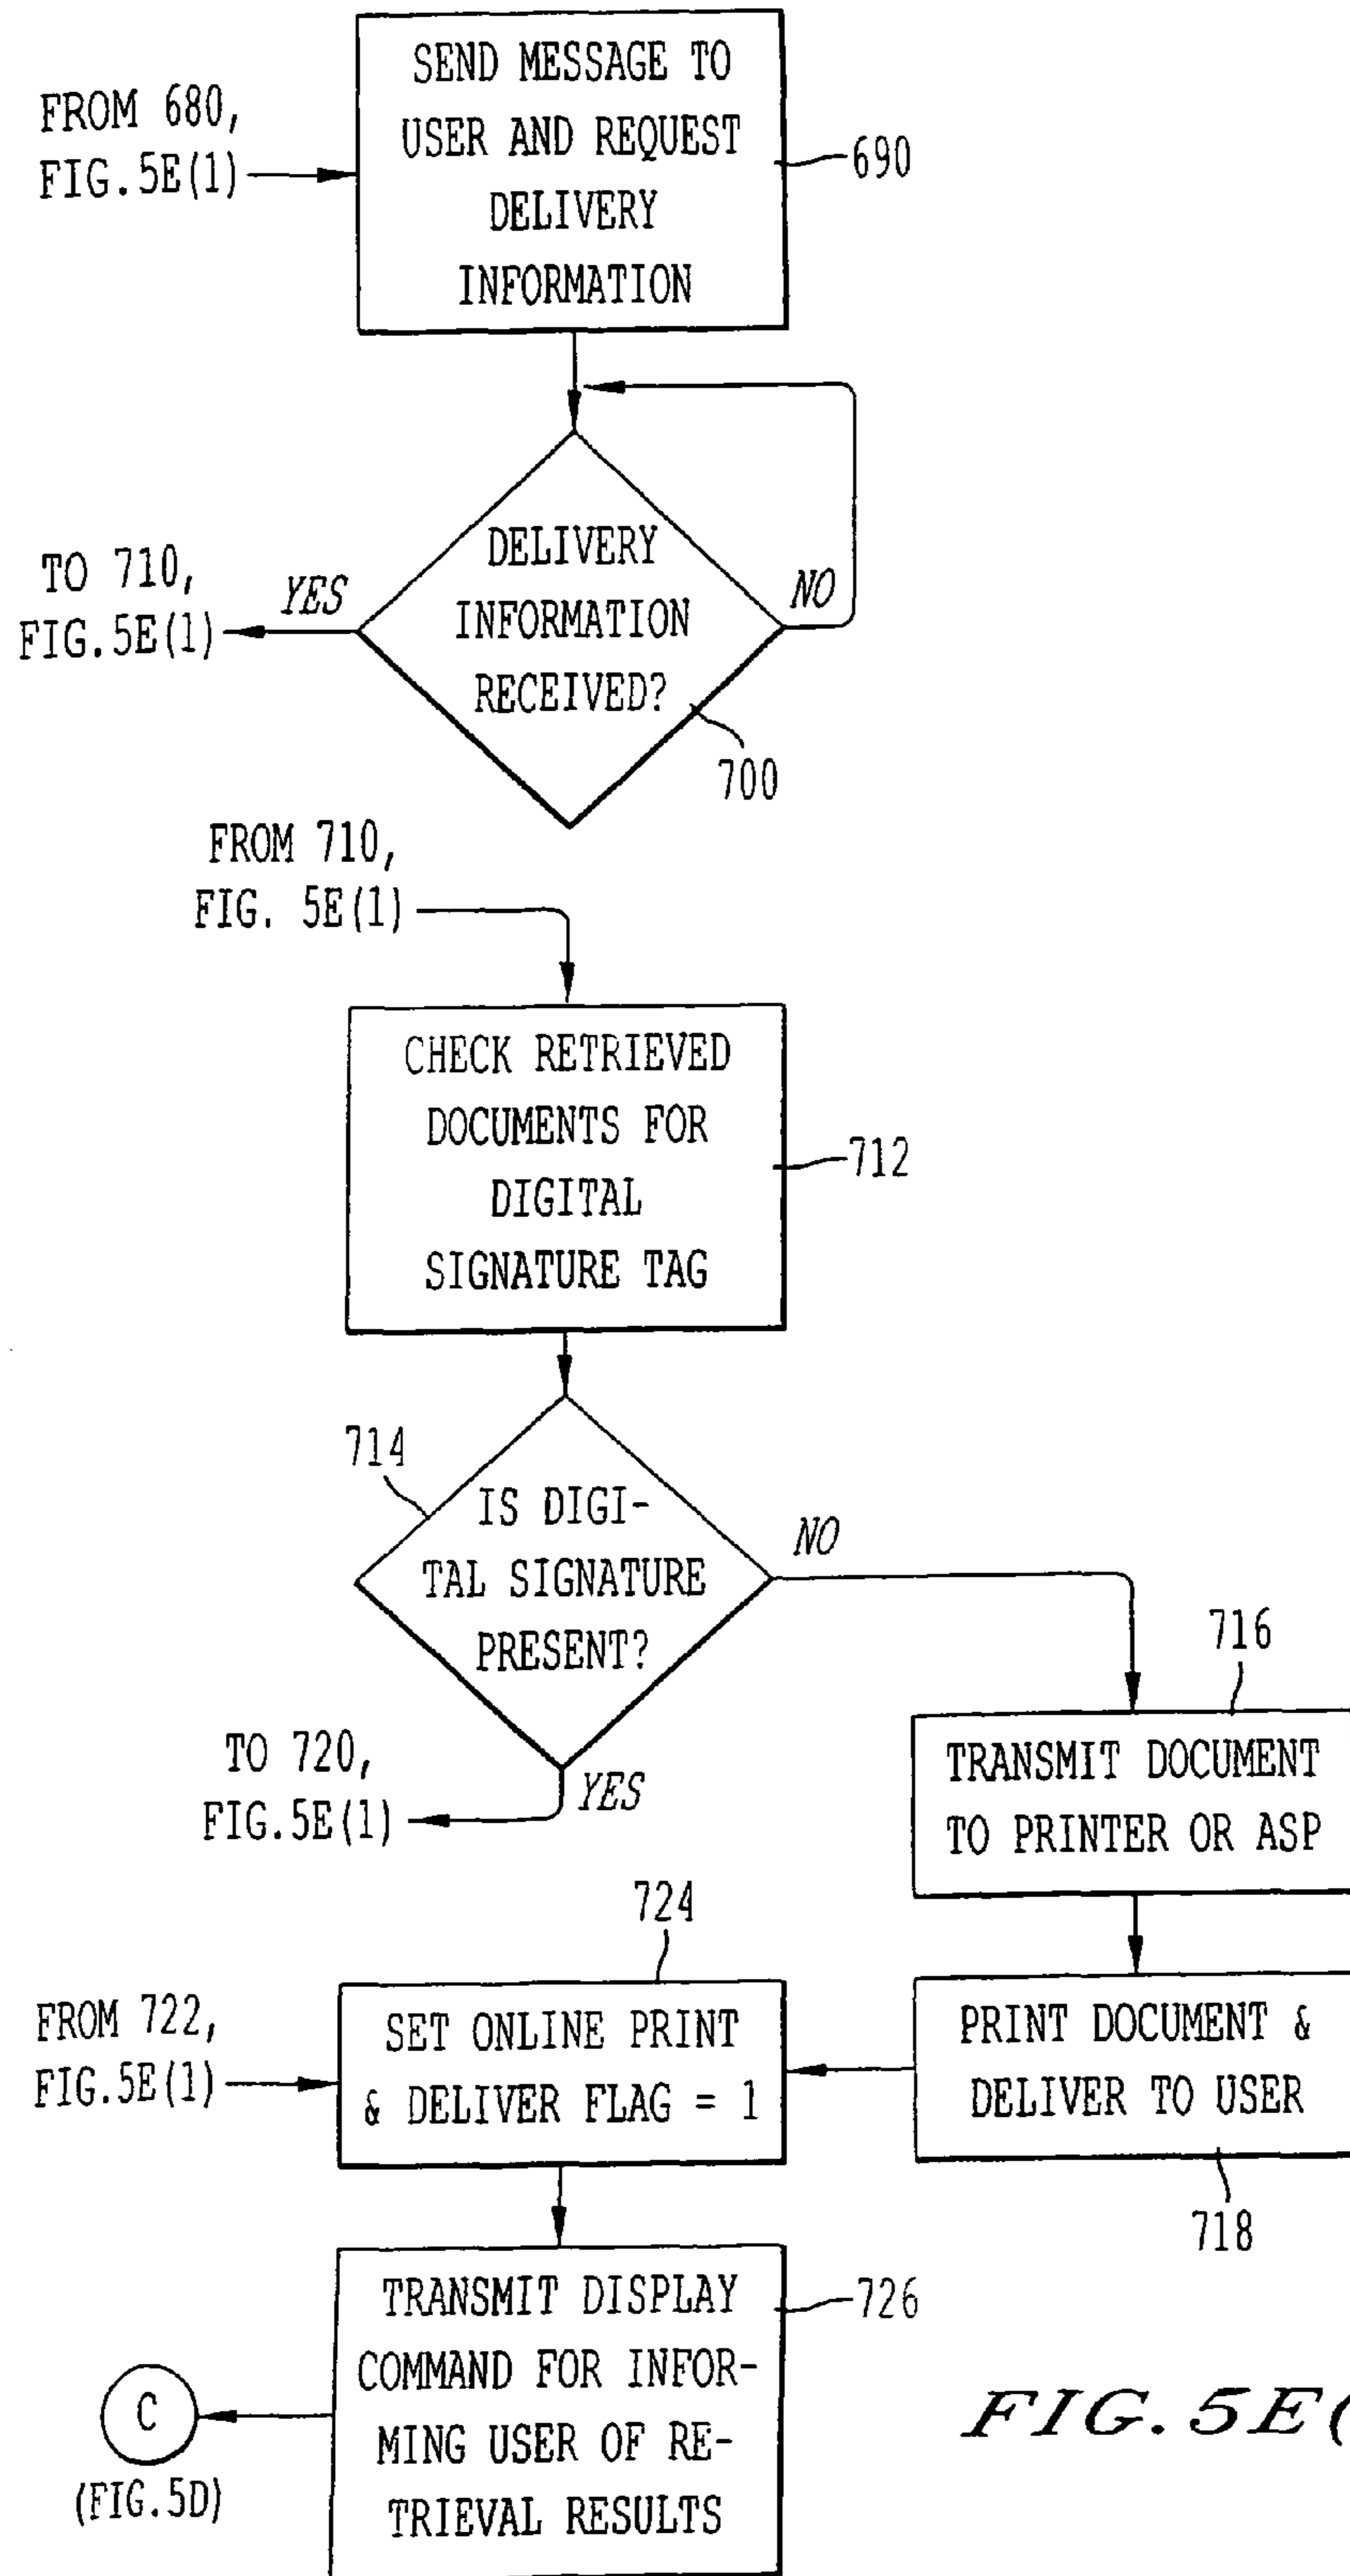 SEND MESSAGE TO
USER AND REQUEST
DELIVERY
INFORMATION
FROM 680,
FIG.5E(1)
690
DELIVERY
INFORMATION
RECEIVED?
TO 710,
FIG.5E(1)
YES
NO
700
FROM 710,
FIG. 5E(1)
CHECK RETRIEVED
DOCUMENTS FOR
DIGITAL
SIGNATURE TAG
712
714
IS DIGI-
TAL SIGNATURE
PRESENT?
NO
TO 720,
FIG.5E(1)
YES
716
TRANSMIT DOCUMENT
TO PRINTER OR ASP
724
FROM 722,
FIG.5E(1)
SET ONLINE PRINT
& DELIVER FLAG = 1
PRINT DOCUMENT &
DELIVER TO USER
718
TRANSMIT DISPLAY
COMMAND FOR INFOR-
MING USER OF RE-
TRIEVAL RESULTS
726
C
(FIG.5D)
FIG.5E(